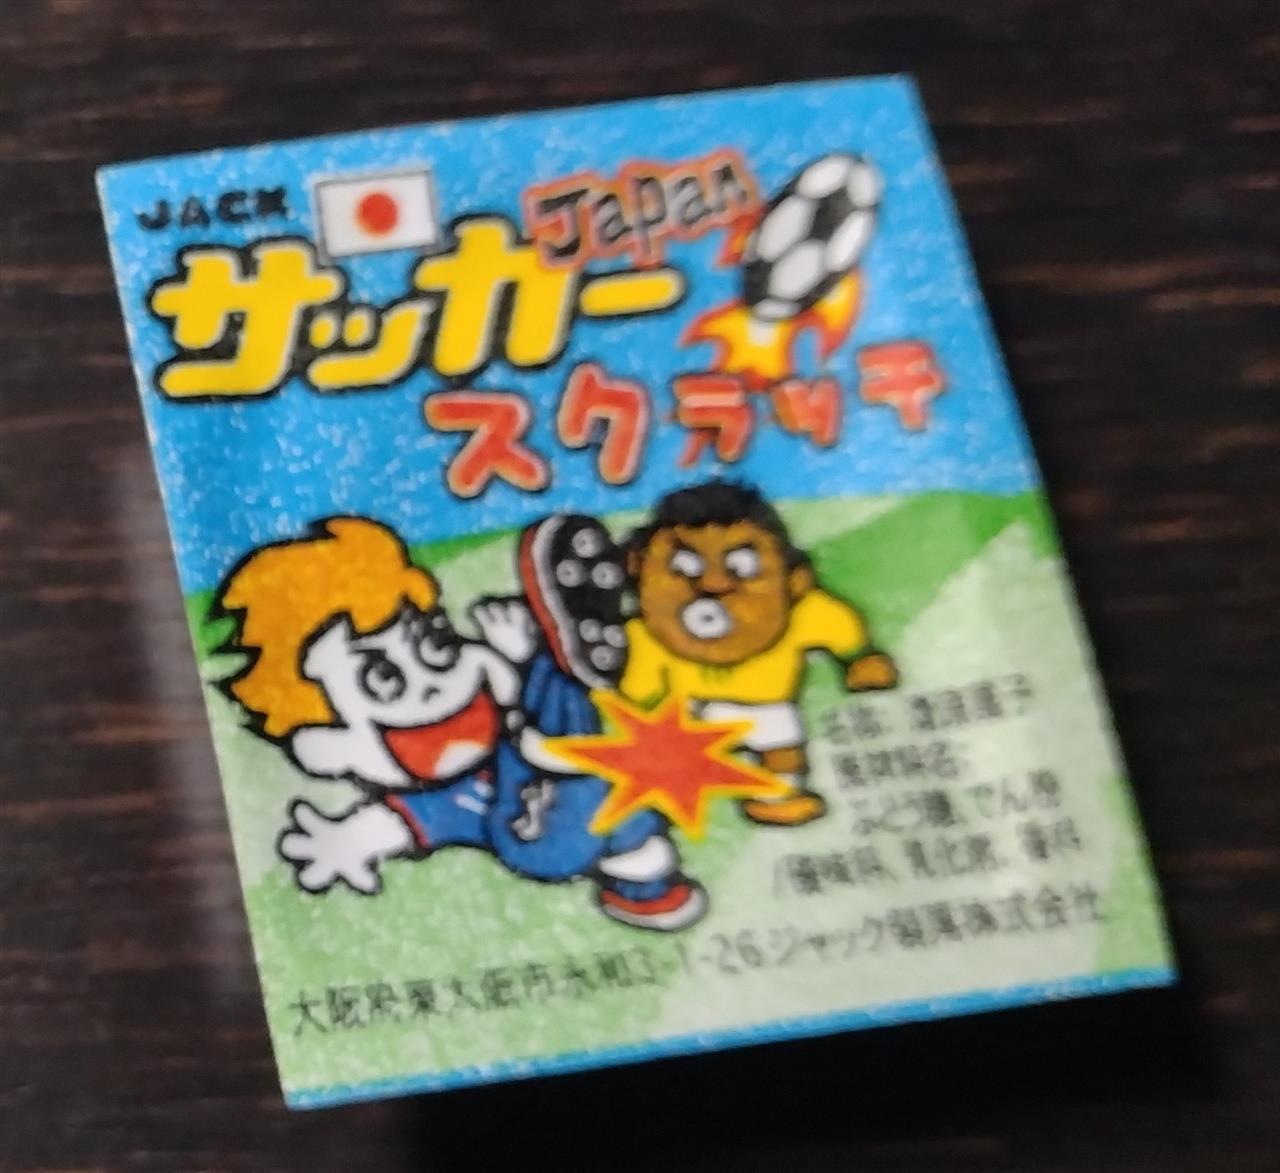 JACK
Japan
サッカー
スクラッチ
名称: 清涼菓子
原材料名:
ぶどう糖、でん粉
/酸味料、乳化剤、香料
大阪府東大阪市永和3-1-26ジャック製菓株式会社